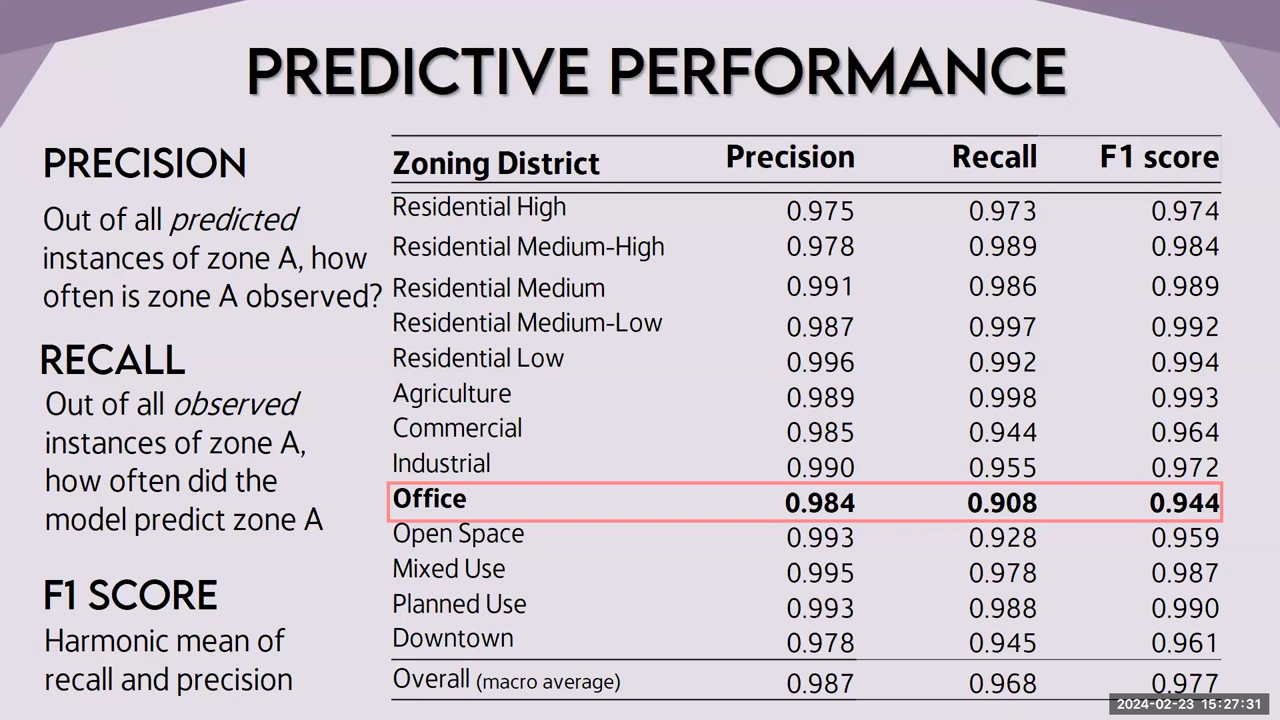 PREDICTIVE PERFORMANCE
PRECISION
Out of all predicted
instances of zone A, how
often is zone A observed?
RECALL
Out of all observed
instances of zone A,
how often did the
model predict zone A
F1 SCORE
Harmonic mean of
recall and precision
Zoning District Precision Recall F1 score
Residential High 0.975 0.973 0.974
Residential Medium-High 0.978 0.989 0.984
Residential Medium 0.991 0.986 0.989
Residential Medium-Low 0.987 0.997 0.992
Residential Low 0.996 0.992 0.994
Agriculture 0.989 0.998 0.993
Commercial 0.985 0.944 0.964
Industrial 0.990 0.955 0.972
Office 0.984 0.908 0.944
Open Space 0.993 0.928 0.959
Mixed Use 0.995 0.978 0.987
Planned Use 0.993 0.988 0.990
Downtown 0.978 0.945 0.961
Overall (macro average) 0.987 0.968 0.977
2024-02-23 15:27:31